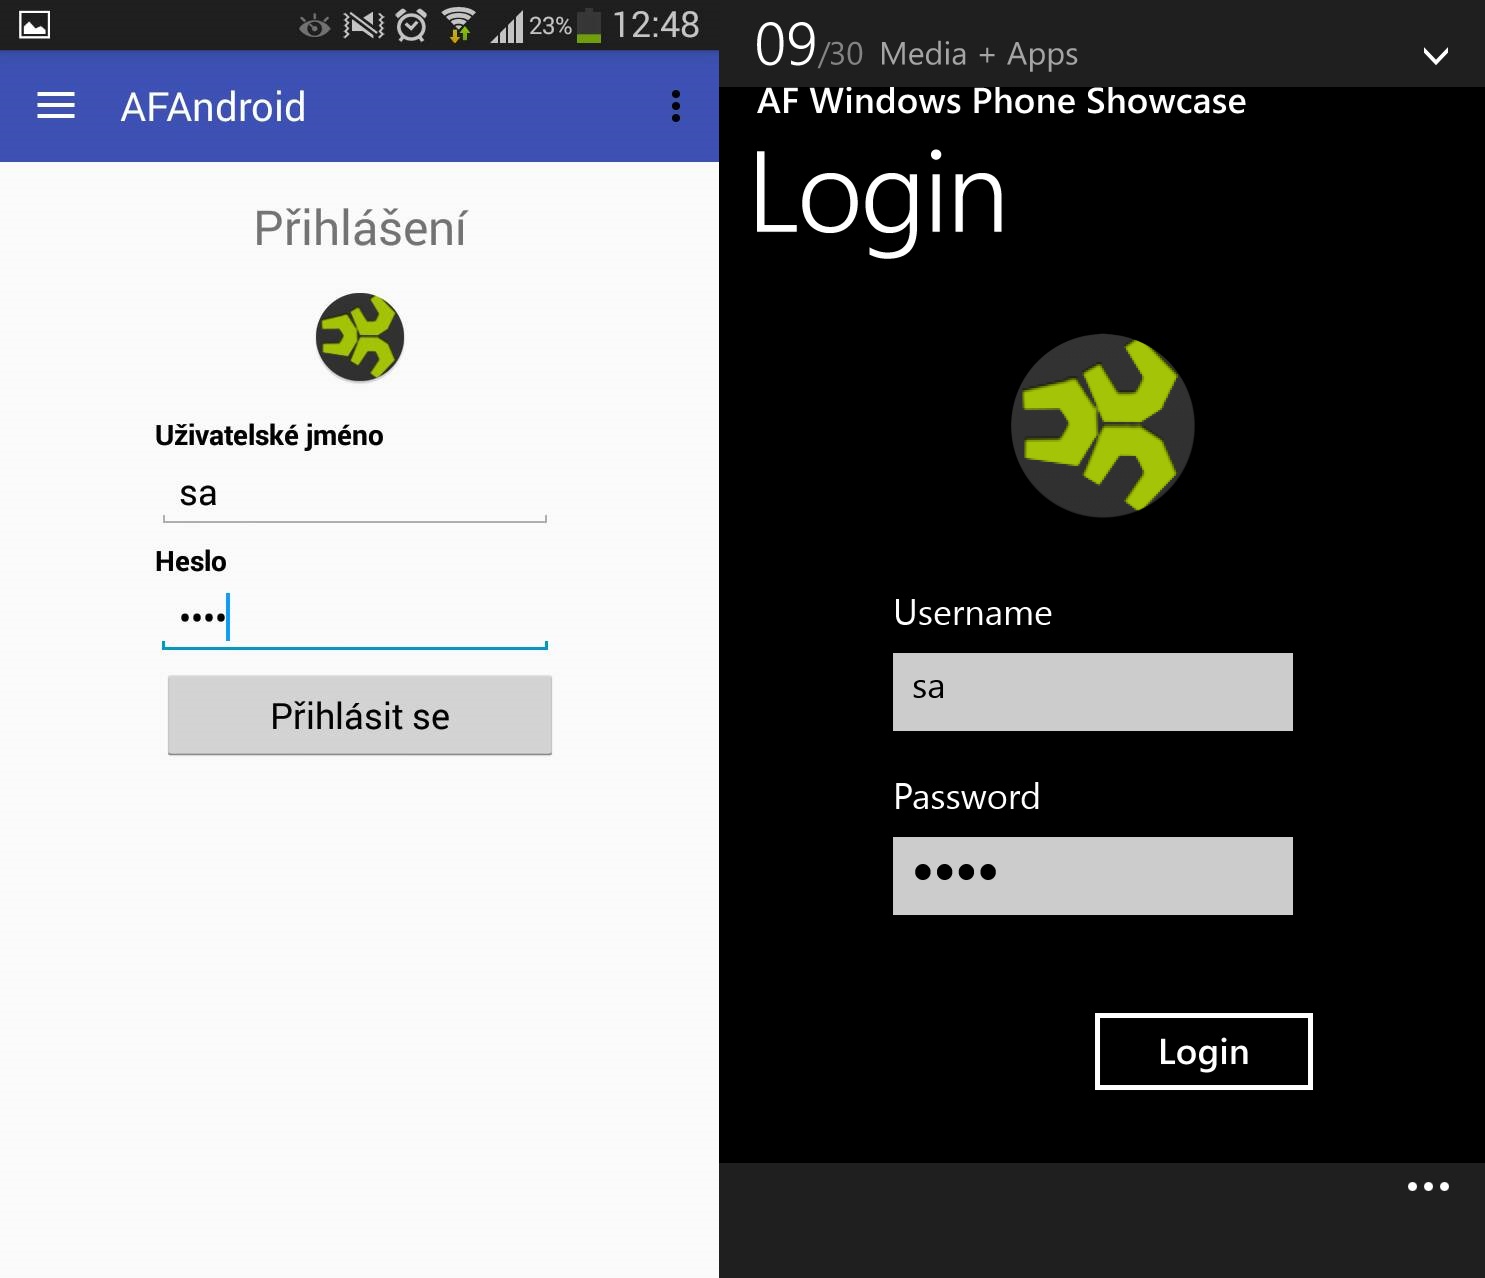 23% 12:48
AFAndroid
Přihlášení
Uživatelské jméno
sa
Heslo
••••
Přihlásit se
09/30 Media + Apps
AF Windows Phone Showcase
Login
Username
sa
Password
••••
Login